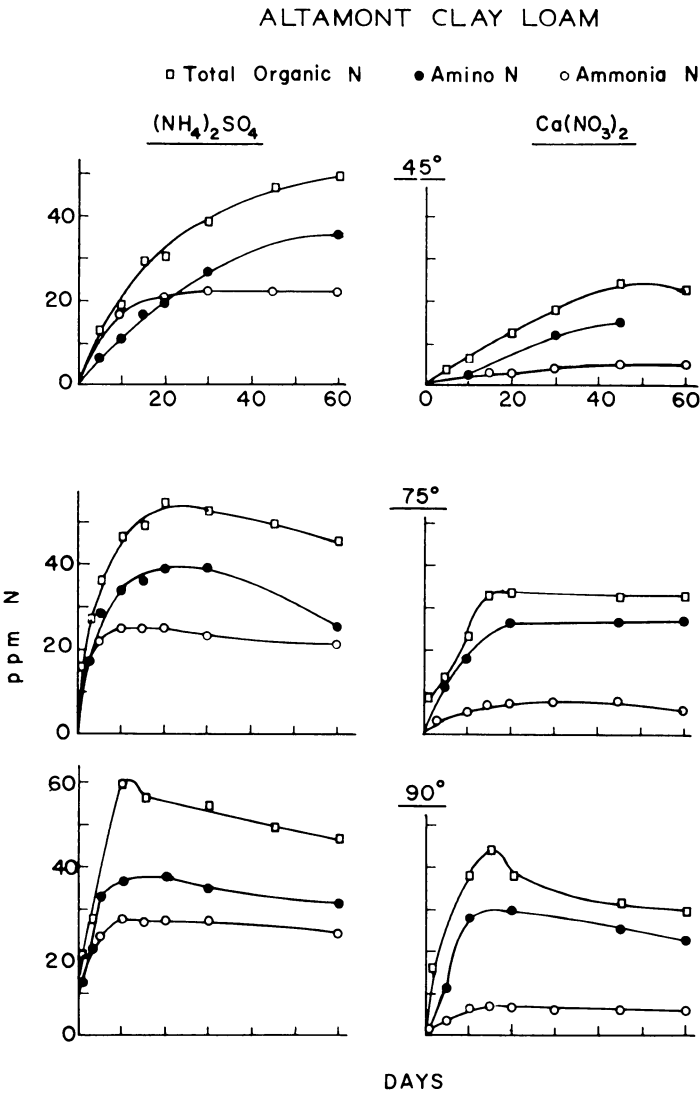 ALTAMONT CLAY LOAM
Total Organic N Amino N Ammonia N
(NH4)2SO4 Ca(NO3)2
45°
40
20
0
20 40 60
0 20 40 60
75°
40
20
0
ppm N
90°
60
40
20
0
DAYS